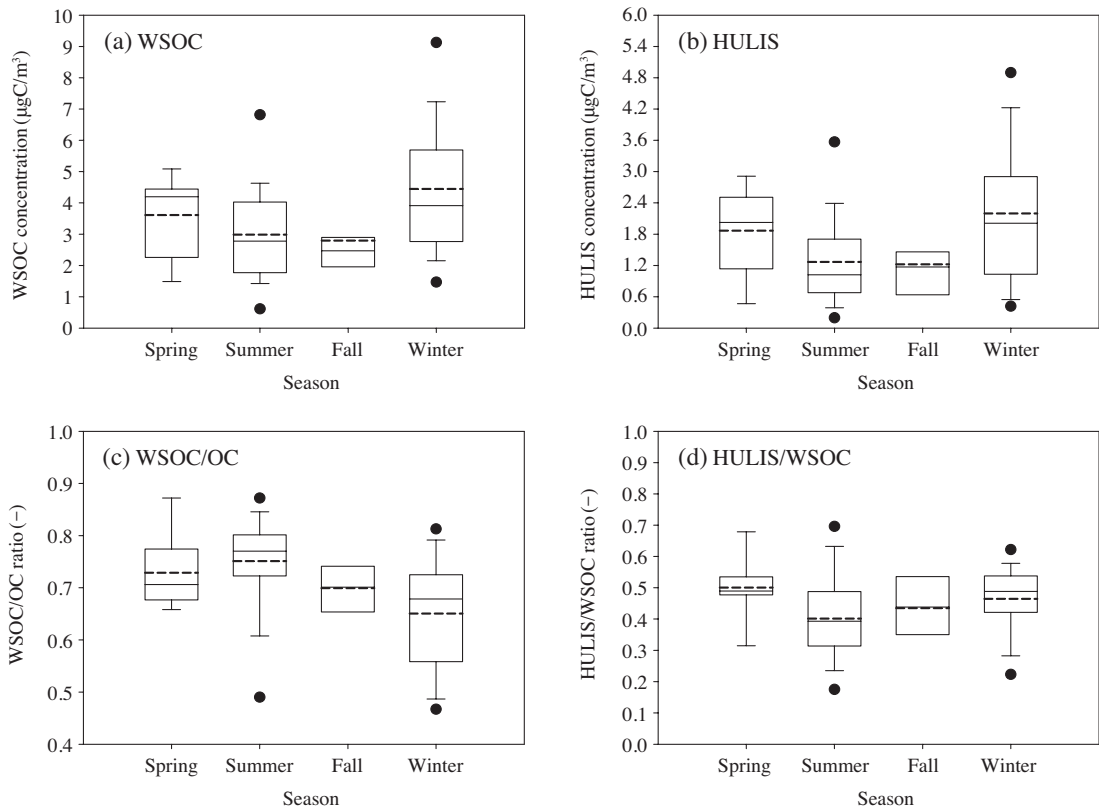 (a) WSOC
WSOC concentration (μgC/m³)
10
9
8
7
6
5
4
3
2
1
0
Spring Summer Fall Winter
Season
(b) HULIS
HULIS concentration (μgC/m³)
6.0
5.4
4.8
4.2
3.6
3.0
2.4
1.8
1.2
0.6
0.0
Spring Summer Fall Winter
Season
(c) WSOC/OC
WSOC/OC ratio (−)
1.0
0.9
0.8
0.7
0.6
0.5
0.4
Spring Summer Fall Winter
Season
(d) HULIS/WSOC
HULIS/WSOC ratio (−)
1.0
0.9
0.8
0.7
0.6
0.5
0.4
0.3
0.2
0.1
0.0
Spring Summer Fall Winter
Season